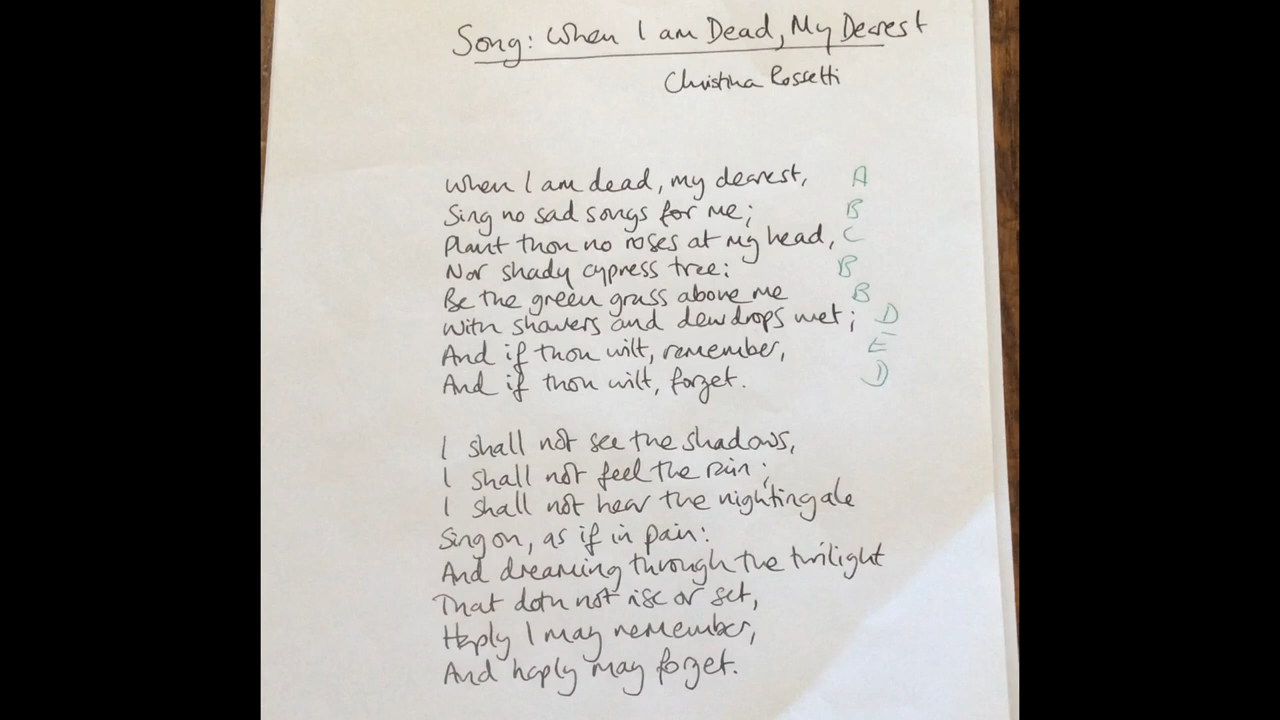 Song: When I am Dead, My Dearest
Christina Rossetti
When I am dead, my dearest, A
Sing no sad songs for me; B
Plant thou no roses at my head, C
Nor shady cypress tree: B
Be the green grass above me B
With showers and dewdrops wet; D
And if thou wilt, remember, E
And if thou wilt, forget. D
I shall not see the shadows,
I shall not feel the rain;
I shall not hear the nightingale
Sing on, as if in pain:
And dreaming through the twilight
That doth not rise or set,
Haply I may remember,
And haply may forget.